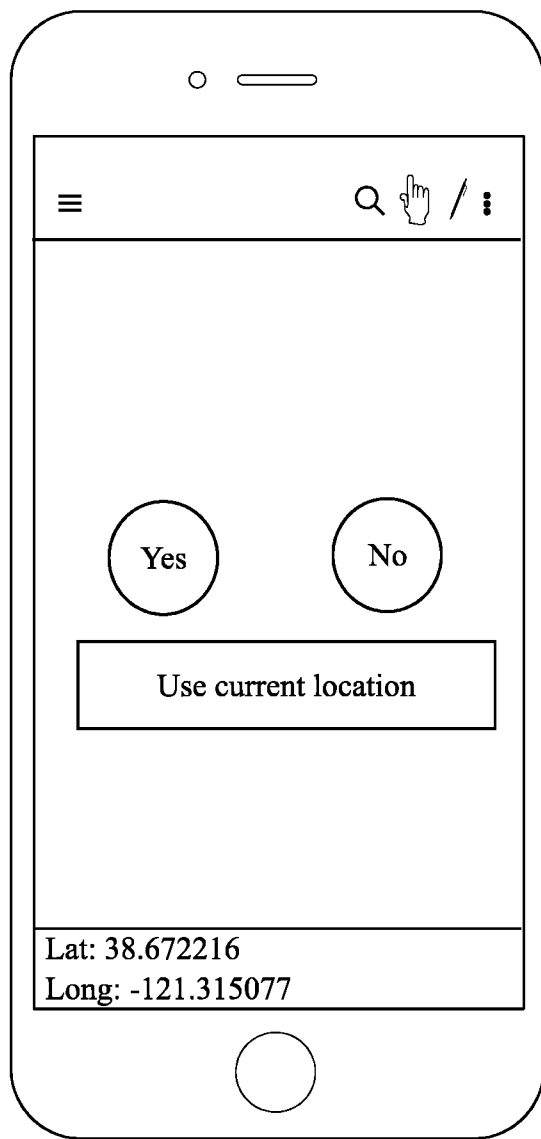 Yes
No
Use current location
Lat: 38.672216
Long: -121.315077